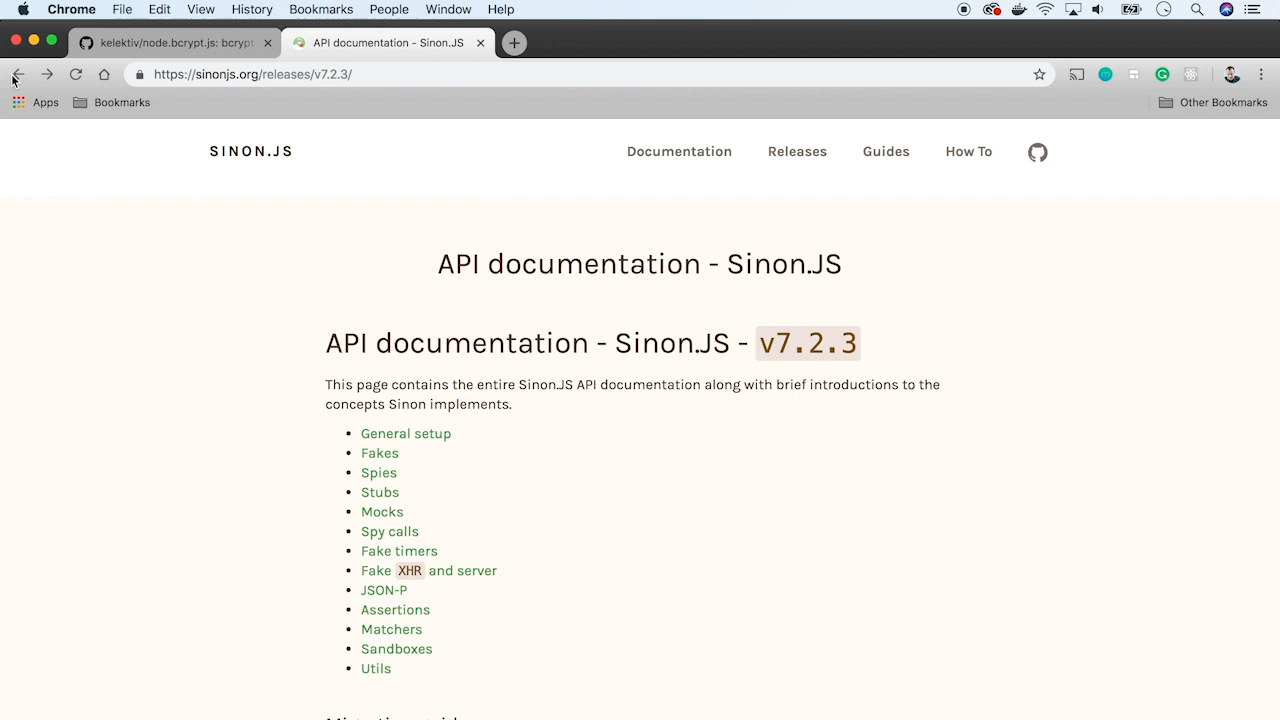 Chrome File Edit View History Bookmarks People Window Help
kelektiv/node.bcrypt.js: bcrypt API documentation - Sinon.JS
https://sinonjs.org/releases/v7.2.3/
Apps Bookmarks Other Bookmarks
SINON.JS Documentation Releases Guides How To
API documentation - Sinon.JS
API documentation - Sinon.JS - v7.2.3
This page contains the entire Sinon.JS API documentation along with brief introductions to the
concepts Sinon implements.
General setup
Fakes
Spies
Stubs
Mocks
Spy calls
Fake timers
Fake XHR and server
JSON-P
Assertions
Matchers
Sandboxes
Utils